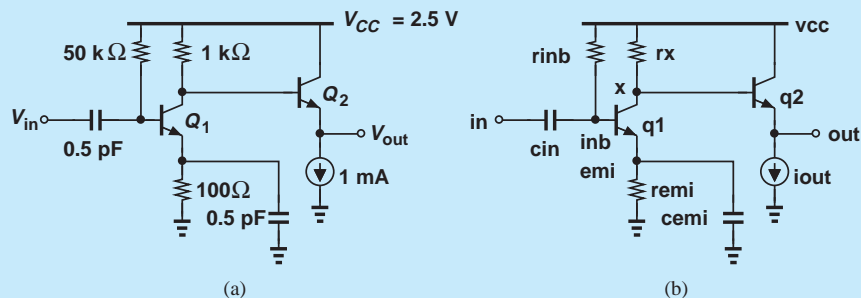 V_CC = 2.5 V
50 kΩ
1 kΩ
Q_2
V_in
Q_1
0.5 pF
V_out
100Ω
1 mA
0.5 pF
(a)
vcc
rinb
rx
x
q2
in
q1
cin
inb
out
emi
remi
iout
cemi
(b)